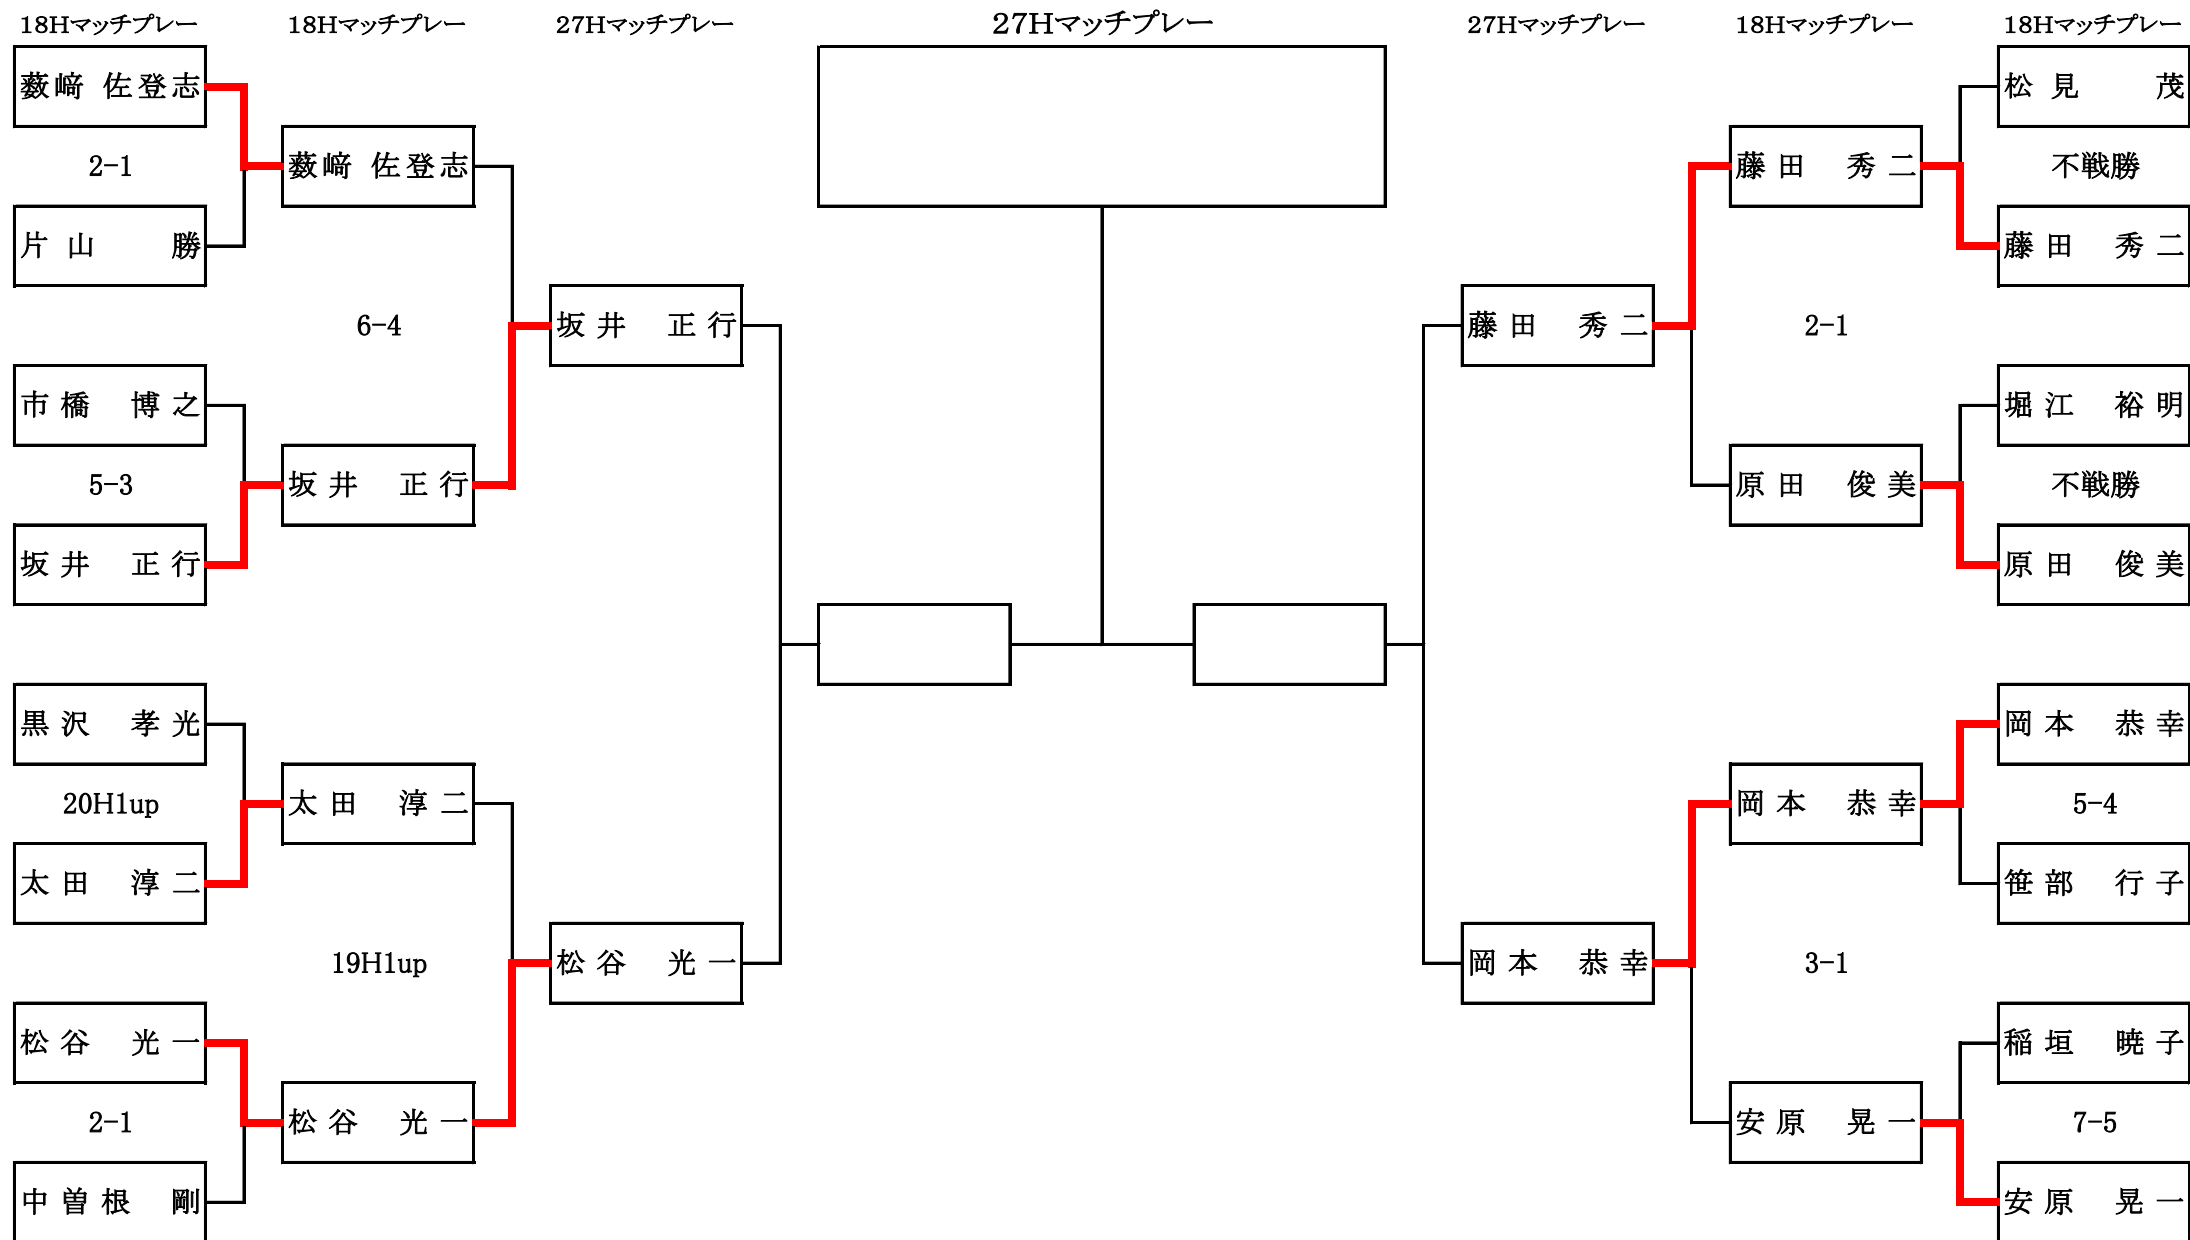 18Hマッチプレー 18Hマッチプレー 27Hマッチプレー 27Hマッチプレー 27Hマッチプレー 18Hマッチプレー 18Hマッチプレー
薮﨑 佐登志 松見 茂
薮﨑 佐登志 藤田 秀二
2-1 不戦勝
片山 勝 藤田 秀二
6-4 坂井 正行 藤田 秀二 2-1
市橋 博之 堀江 裕明
5-3 坂井 正行 原田 俊美 不戦勝
坂井 正行 原田 俊美
黒沢 孝光 岡本 恭幸
20H1up 太田 淳二 岡本 恭幸 5-4
太田 淳二 笹部 行子
19H1up 松谷 光一 岡本 恭幸 3-1
松谷 光一 稲垣 暁子
2-1 松谷 光一 安原 晃一 7-5
中曽根 剛 安原 晃一